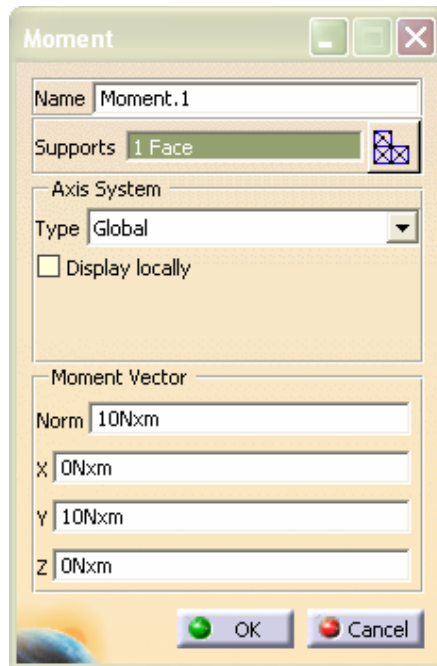 Moment
Name Moment.1
Supports 1 Face
Axis System
Type Global
Display locally
Moment Vector
Norm 10Nxm
X 0Nxm
Y 10Nxm
Z 0Nxm
OK Cancel